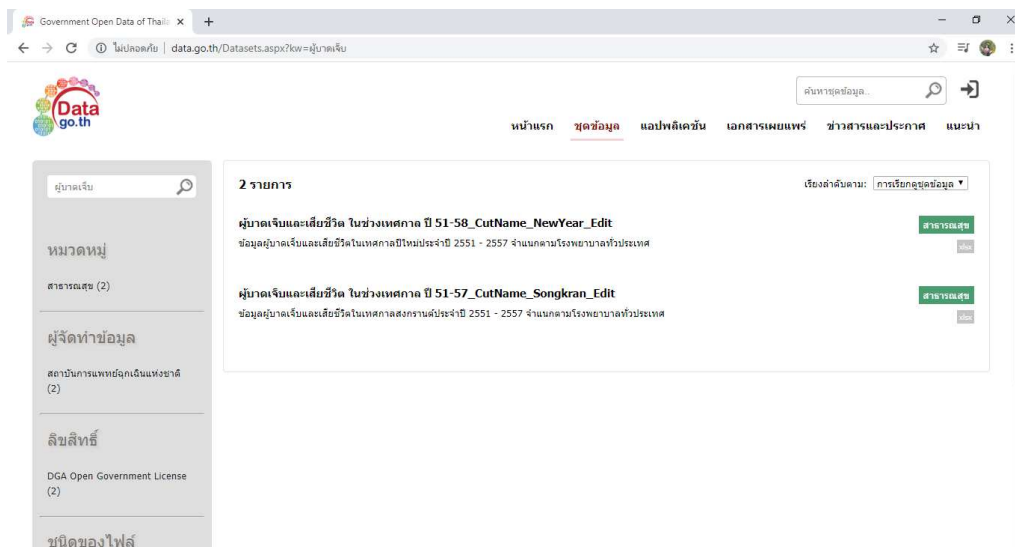 Government Open Data of Thaila
ไม่ปลอดภัย | data.go.th/Datasets.aspx?kw=ผู้บาดเจ็บ
Data
go.th
ค้นหาชุดข้อมูล...
หน้าแรก ชุดข้อมูล แอปพลิเคชัน เอกสารเผยแพร่ ข่าวสารและประกาศ แนะนำ
ผู้บาดเจ็บ
หมวดหมู่
สาธารณสุข (2)
ผู้จัดทำข้อมูล
สถาบันการแพทย์ฉุกเฉินแห่งชาติ
(2)
ลิขสิทธิ์
DGA Open Government License
(2)
ชนิดของไฟล์
2 รายการ
เรียงลำดับตาม: การเรียกดูชุดข้อมูล
ผู้บาดเจ็บและเสียชีวิต ในช่วงเทศกาล ปี 51-58_CutName_NewYear_Edit
สาธารณสุข
ข้อมูลผู้บาดเจ็บและเสียชีวิตในเทศกาลปีใหม่ประจำปี 2551 - 2557 จำแนกตามโรงพยาบาลทั่วประเทศ
xlsx
ผู้บาดเจ็บและเสียชีวิต ในช่วงเทศกาล ปี 51-57_CutName_Songkran_Edit
สาธารณสุข
ข้อมูลผู้บาดเจ็บและเสียชีวิตในเทศกาลสงกรานต์ประจำปี 2551 - 2557 จำแนกตามโรงพยาบาลทั่วประเทศ
xlsx